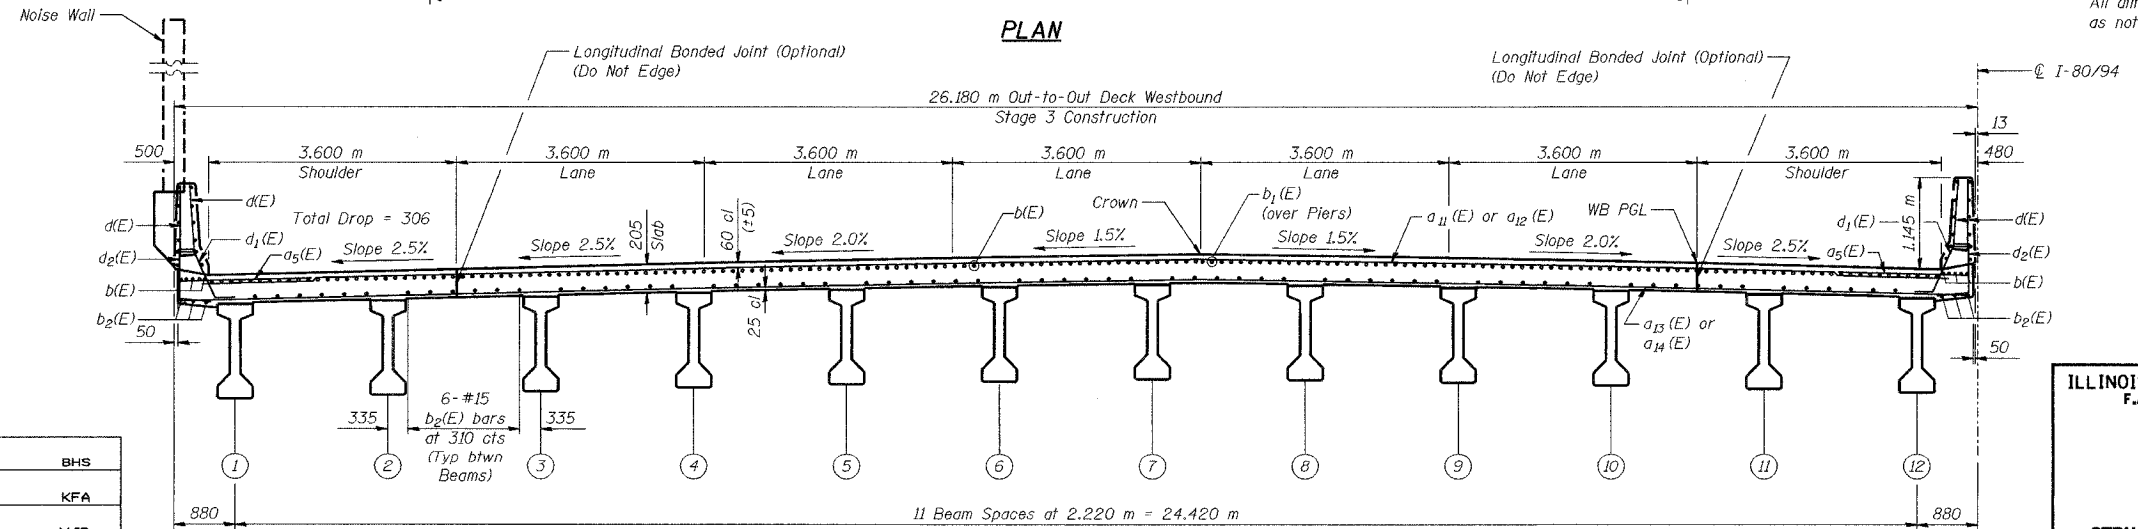 Noise Wall
PLAN
All dim
as not
Longitudinal Bonded Joint (Optional)
(Do Not Edge)
Longitudinal Bonded Joint (Optional)
(Do Not Edge)
℄ I-80/94
26.180 m Out-to-Out Deck Westbound
Stage 3 Construction
13
500
3.600 m
Shoulder
3.600 m
Lane
3.600 m
Lane
3.600 m
Lane
3.600 m
Lane
3.600 m
Lane
3.600 m
Shoulder
480
d(E)
d(E)
Total Drop = 306
d1(E)
a5(E)
d2(E)
b(E)
b2(E)
50
Slope 2.5%
Slope 2.5%
205
Slab
60 cl
(±5)
25 cl
Slope 2.0%
b(E)
Slope 1.5%
Crown
b1(E)
(over Piers)
Slope 1.5%
a11(E) or a12(E)
Slope 2.0%
WB PGL
Slope 2.5%
1.145 m
d1(E)
a5(E)
d(E)
d2(E)
b(E)
b2(E)
a13(E) or
a14(E)
50
335
6-#15
b2(E) bars
at 310 cts
(Typ btwn
Beams)
335
1
2
3
4
5
6
7
8
9
10
11
12
880
11 Beam Spaces at 2.220 m = 24.420 m
880
BHS
KFA
ILLINOI
F.